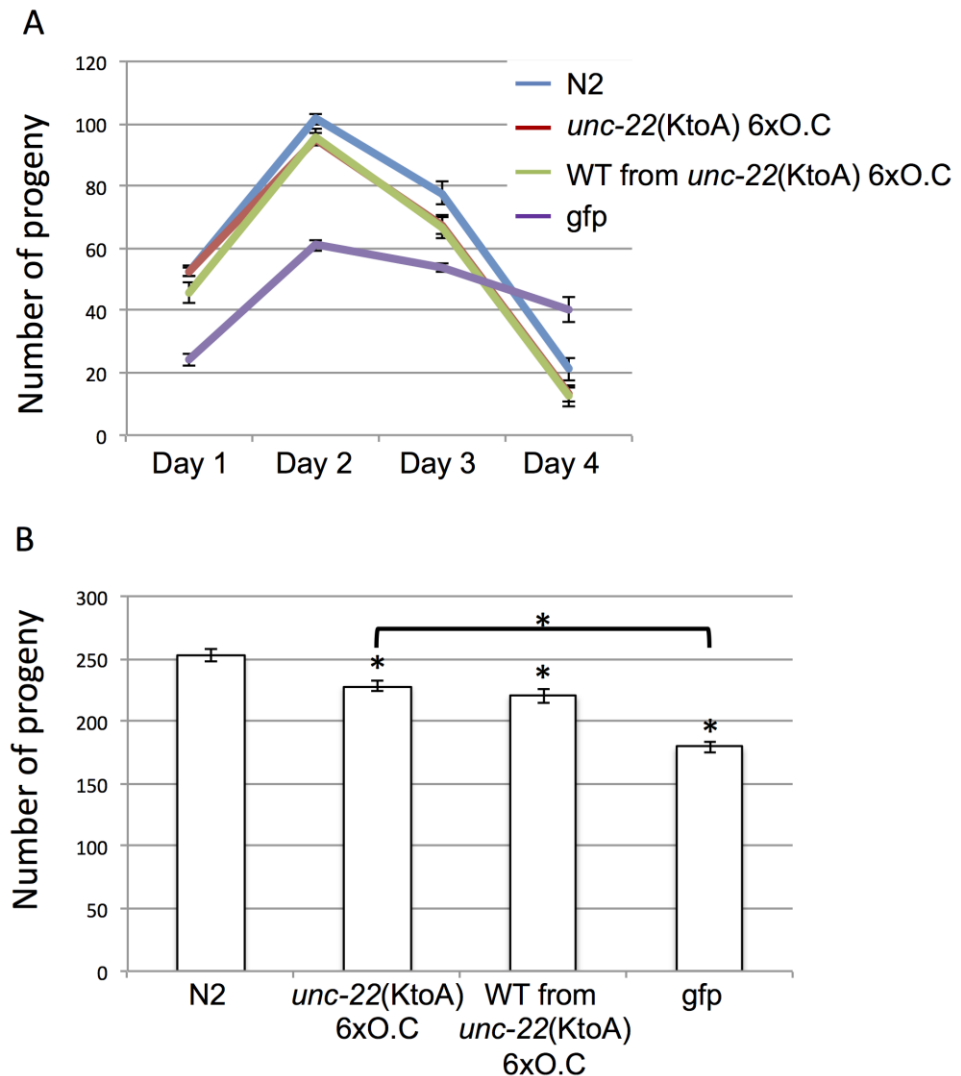 A
Number of progeny
120
100
80
60
40
20
0
N2
unc-22(KtoA) 6xO.C
WT from unc-22(KtoA) 6xO.C
gfp
Day 1 Day 2 Day 3 Day 4
B
Number of progeny
300
250
200
150
100
50
0
*
*
*
*
N2 unc-22(KtoA) WT from gfp
6xO.C unc-22(KtoA)
6xO.C